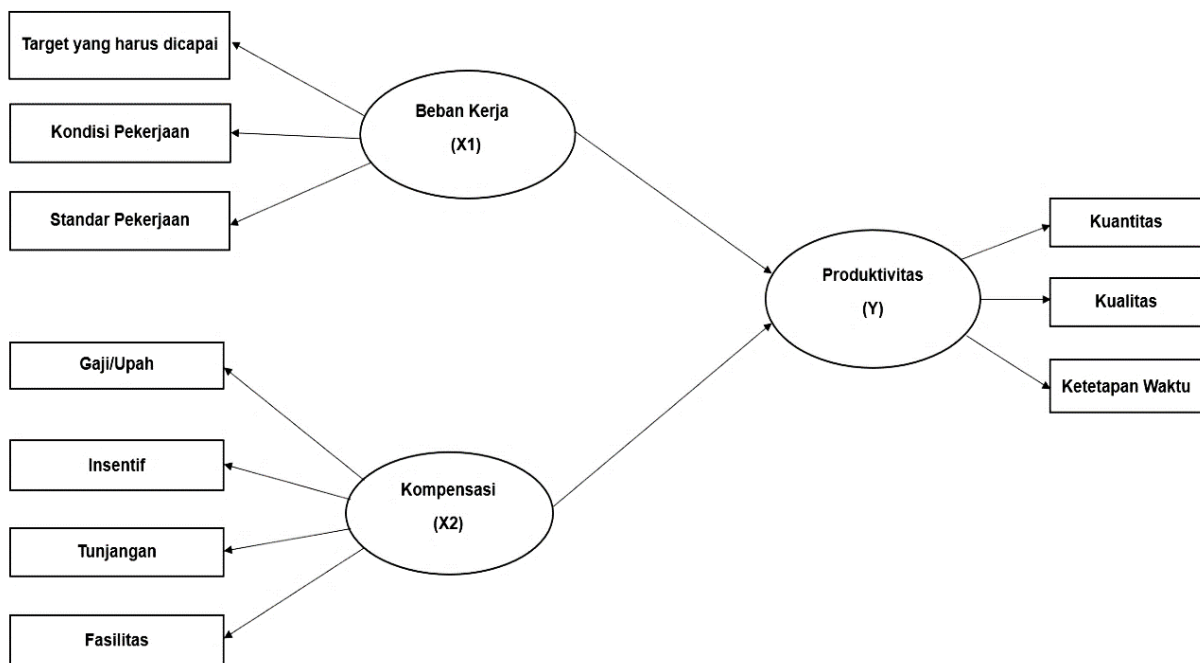 Target yang harus dicapai
Kondisi Pekerjaan
Standar Pekerjaan
Beban Kerja
(X1)
Gaji/Upah
Insentif
Tunjangan
Fasilitas
Kompensasi
(X2)
Produktivitas
(Y)
Kuantitas
Kualitas
Ketetapan Waktu